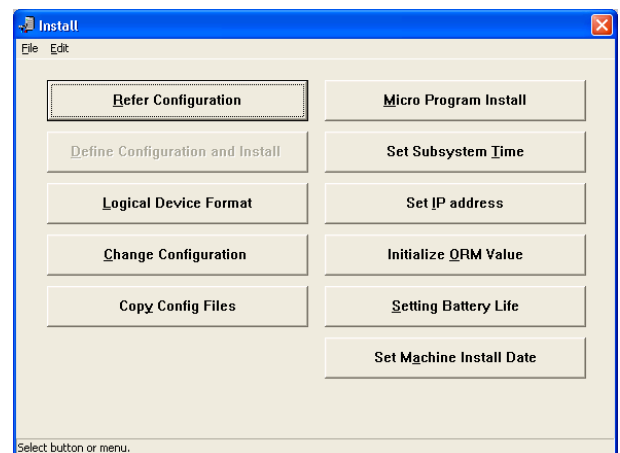 Install
File Edit
Refer Configuration
Micro Program Install
Define Configuration and Install
Set Subsystem Time
Logical Device Format
Set IP address
Change Configuration
Initialize ORM Value
Copy Config Files
Setting Battery Life
Set Machine Install Date
Select button or menu.